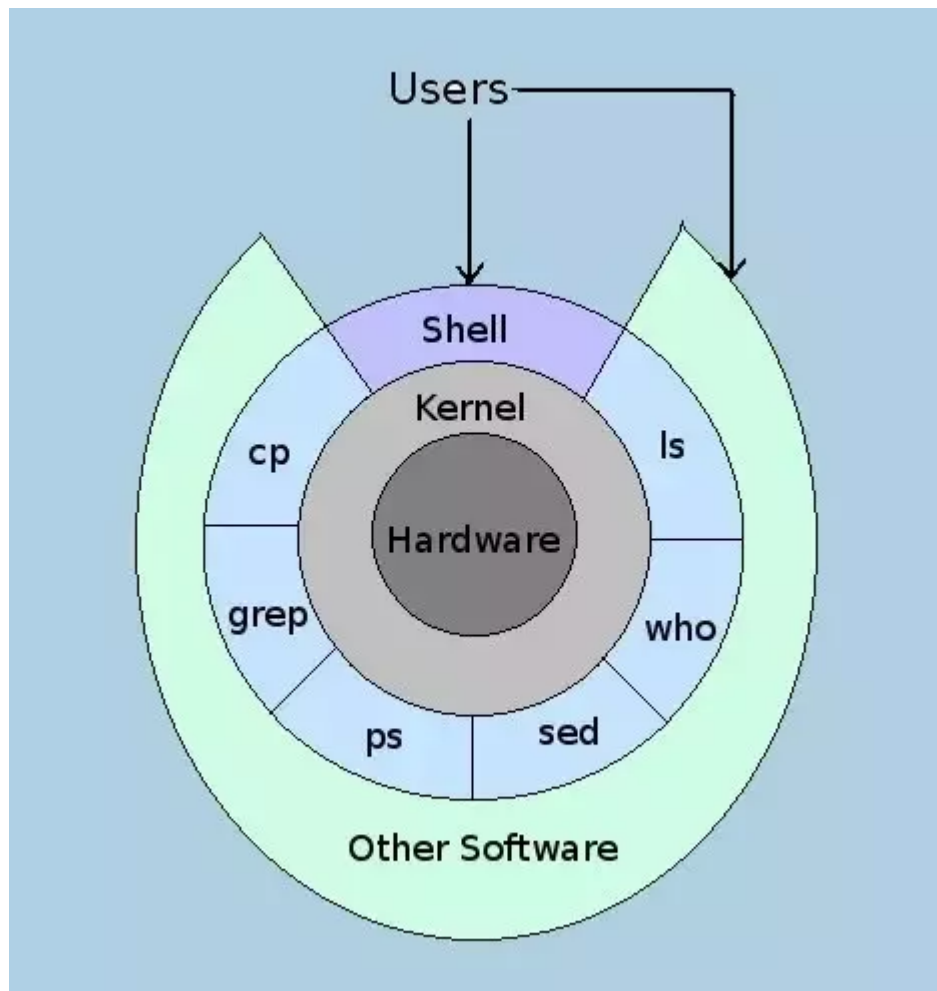 Users
Shell
Kernel
cp
ls
Hardware
grep
who
ps
sed
Other Software